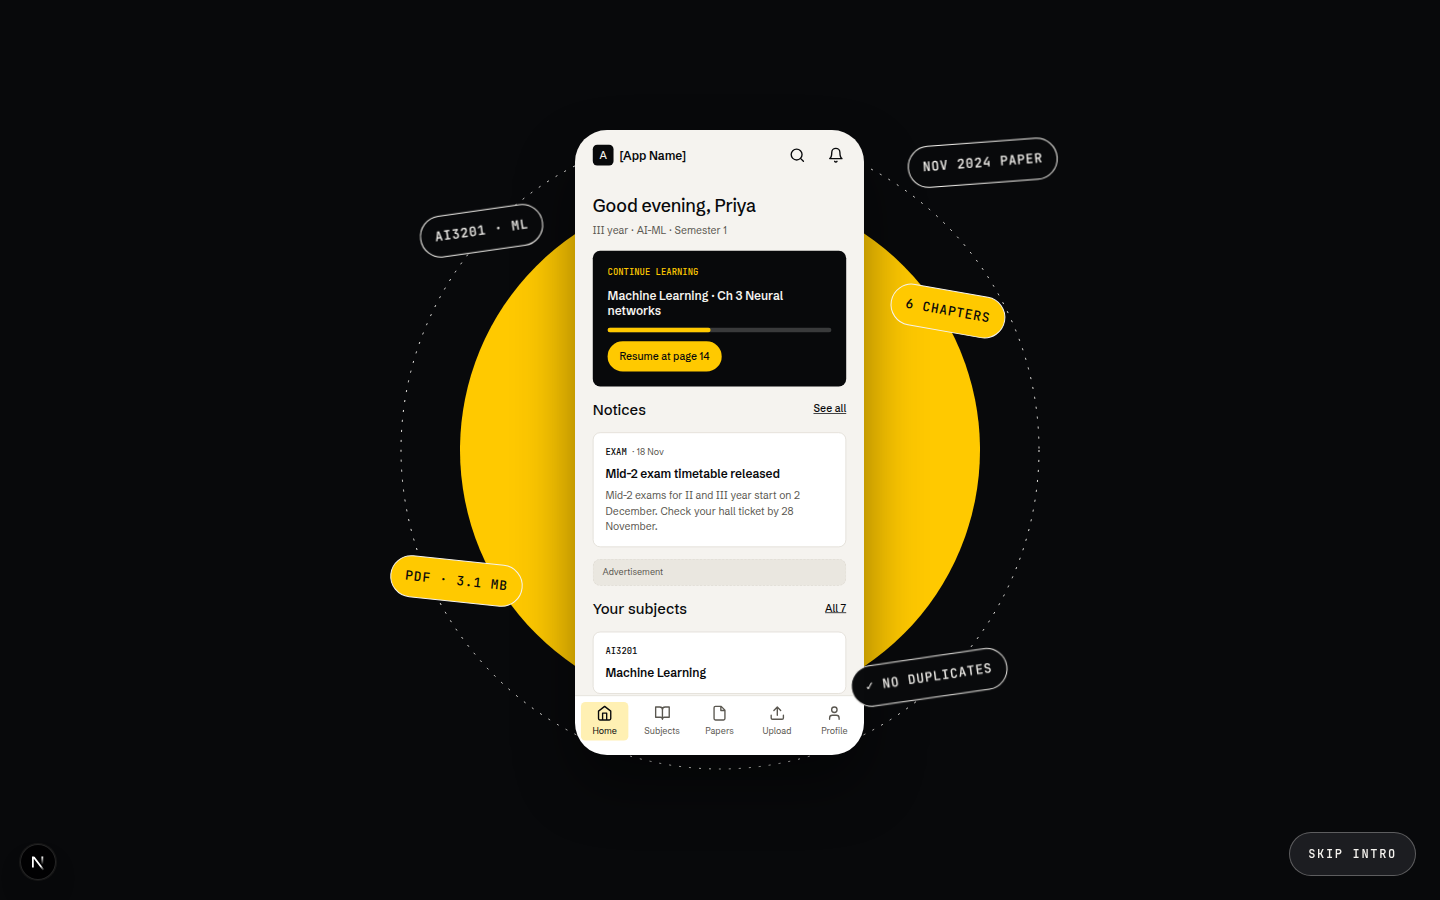 A [App Name]
NOV 2024 PAPER
AI3201 · ML
Good evening, Priya
III year · AI-ML · Semester 1
CONTINUE LEARNING
Machine Learning · Ch 3 Neural
networks
Resume at page 14
6 CHAPTERS
Notices See all
EXAM · 18 Nov
Mid-2 exam timetable released
Mid-2 exams for II and III year start on 2
December. Check your hall ticket by 28
November.
Advertisement
PDF · 3.1 MB
Your subjects All 7
AI3201
Machine Learning
✓ NO DUPLICATES
Home Subjects Papers Upload Profile
N
SKIP INTRO